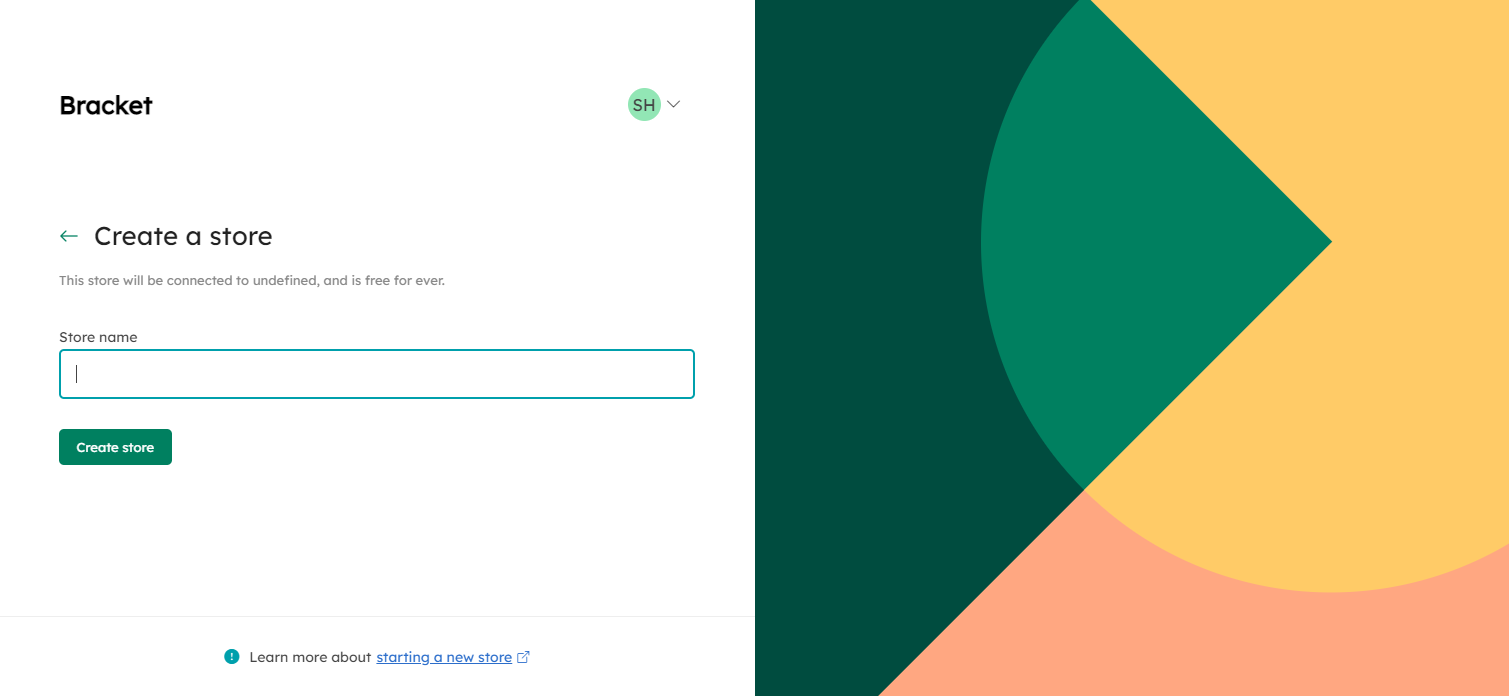 Bracket
SH
Create a store
This store will be connected to undefined, and is free for ever.
Store name
Create store
Learn more about starting a new store